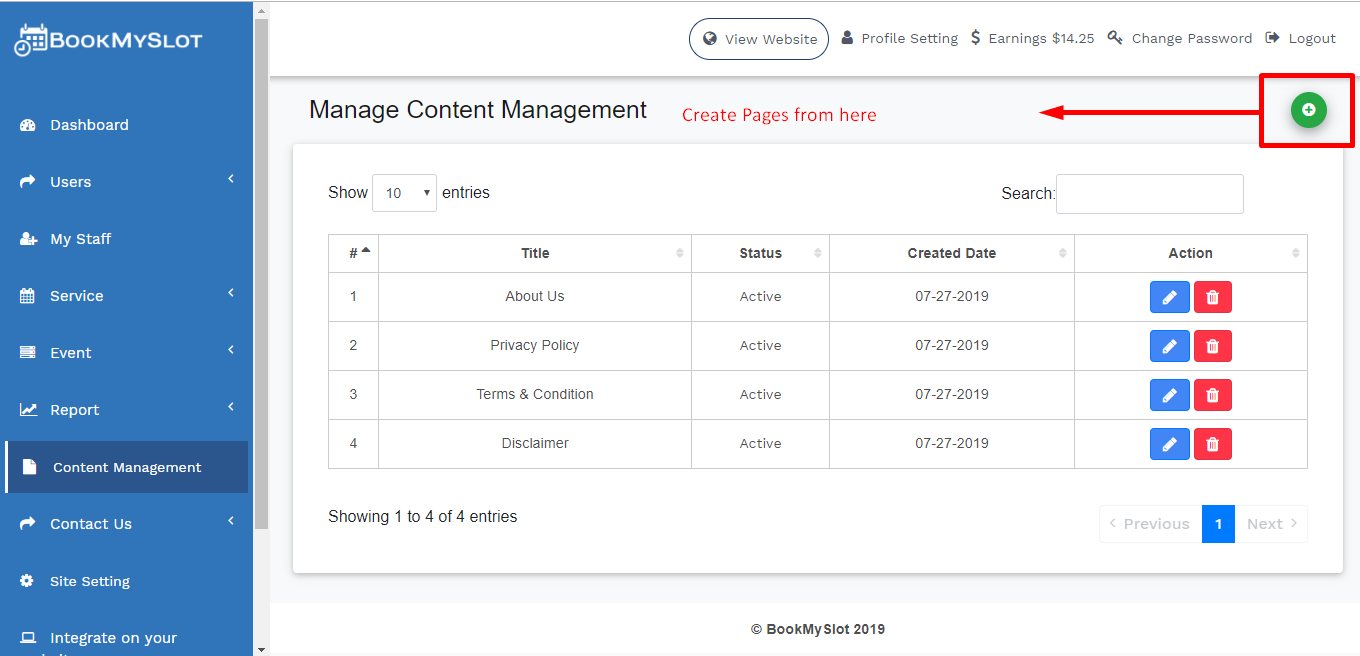 BookMySlot
View Website
Profile Setting
Earnings $14.25
Change Password
Logout
Dashboard
Users
My Staff
Service
Event
Report
Content Management
Contact Us
Site Setting
Integrate on your
Manage Content Management
Create Pages from here
Show 10 entries
Search:
# Title Status Created Date Action
1 About Us Active 07-27-2019
2 Privacy Policy Active 07-27-2019
3 Terms & Condition Active 07-27-2019
4 Disclaimer Active 07-27-2019
Showing 1 to 4 of 4 entries
Previous 1 Next
© BookMySlot 2019